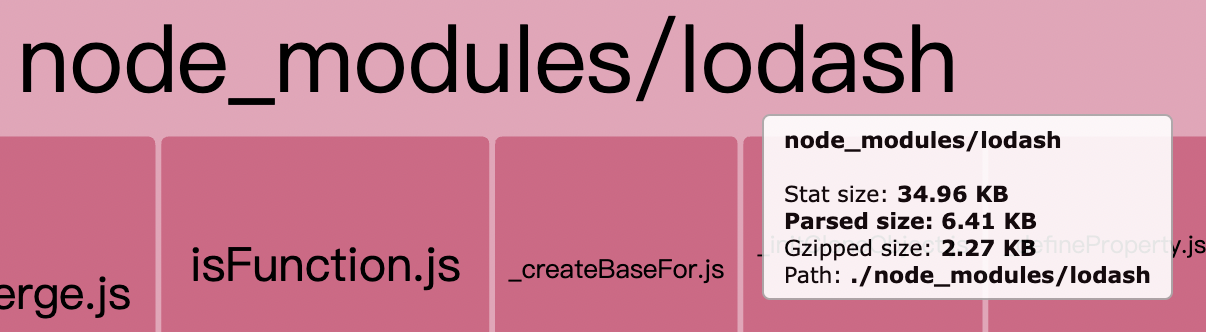 node_modules/lodash
node_modules/lodash
Stat size: 34.96 KB
Parsed size: 6.41 KB
Gzipped size: 2.27 KB
Path: ./node_modules/lodash
isFunction.js
_createBaseFor.js
erge.js
efineProperty.js